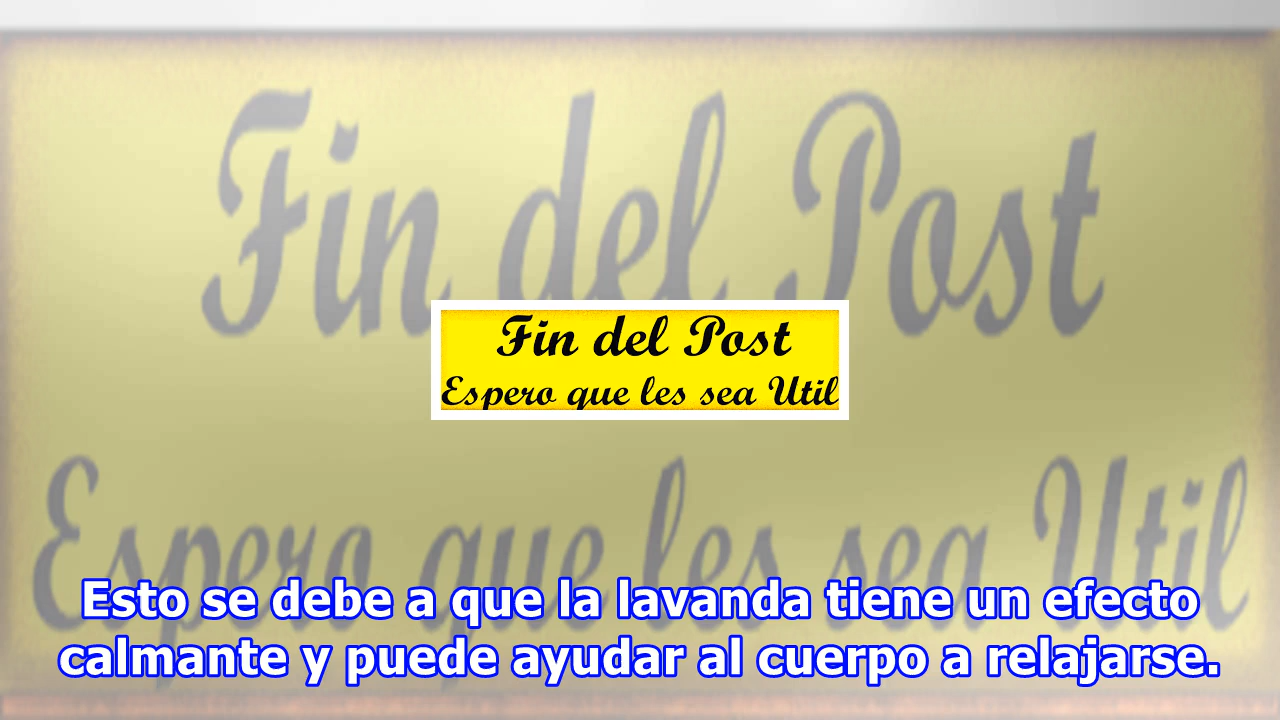 Fin del Post
Espero que les sea Util
Fin del Post
Espero que les sea Util
Esto se debe a que la lavanda tiene un efecto
calmante y puede ayudar al cuerpo a relajarse.